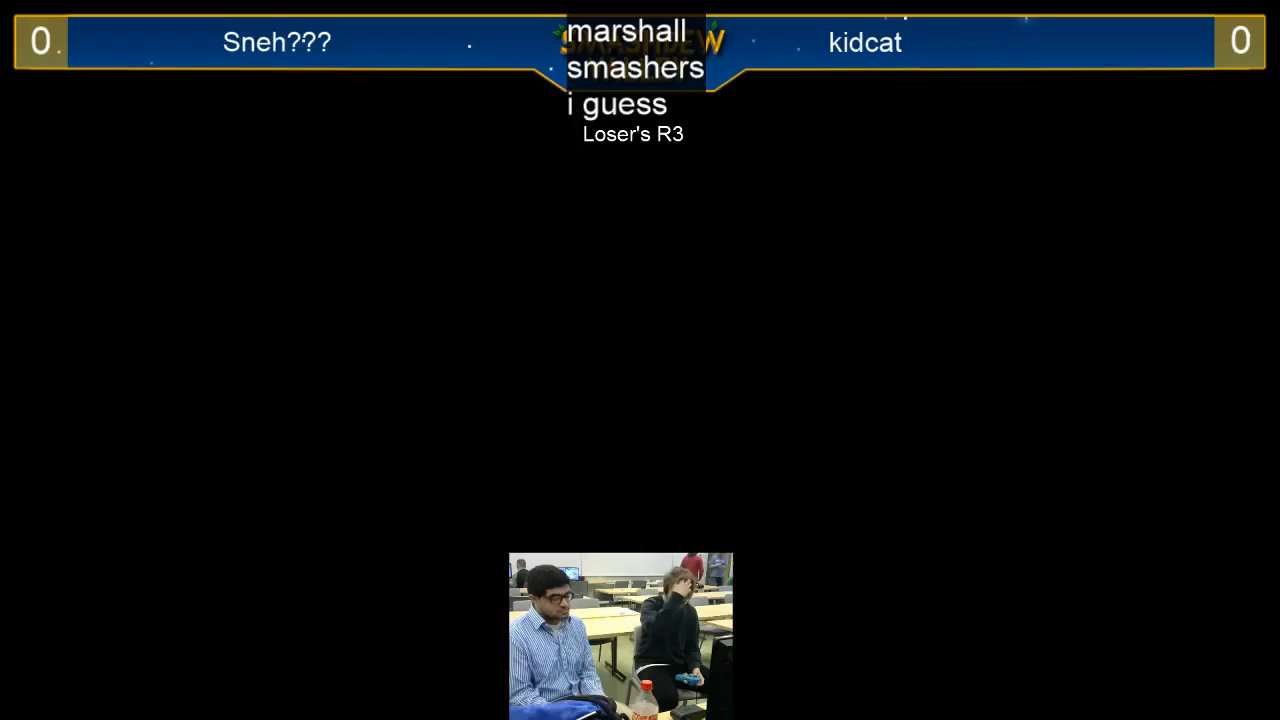 0
Sneh???
marshall
smashers
i guess
Loser's R3
kidcat
0